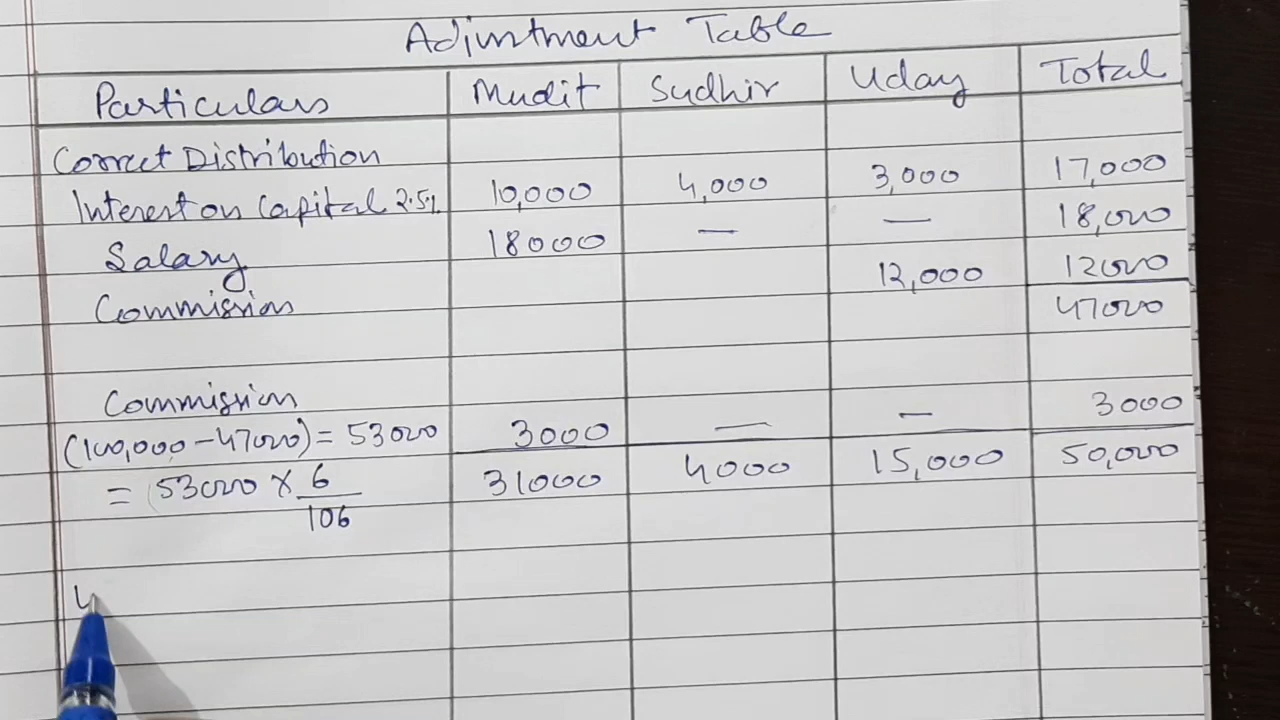 Adjustment Table
Particulars Mudit Sudhir Uday Total
Correct Distribution
Interest on Capital 2.5% 10,000 4,000 3,000 17,000
Salary 18000 — — 18,000
Commission 12,000 12000
47000
Commission
(100,000 - 47000) = 53000 3000 — — 3000
= 53000 × 6/106 31000 4000 15,000 50,000